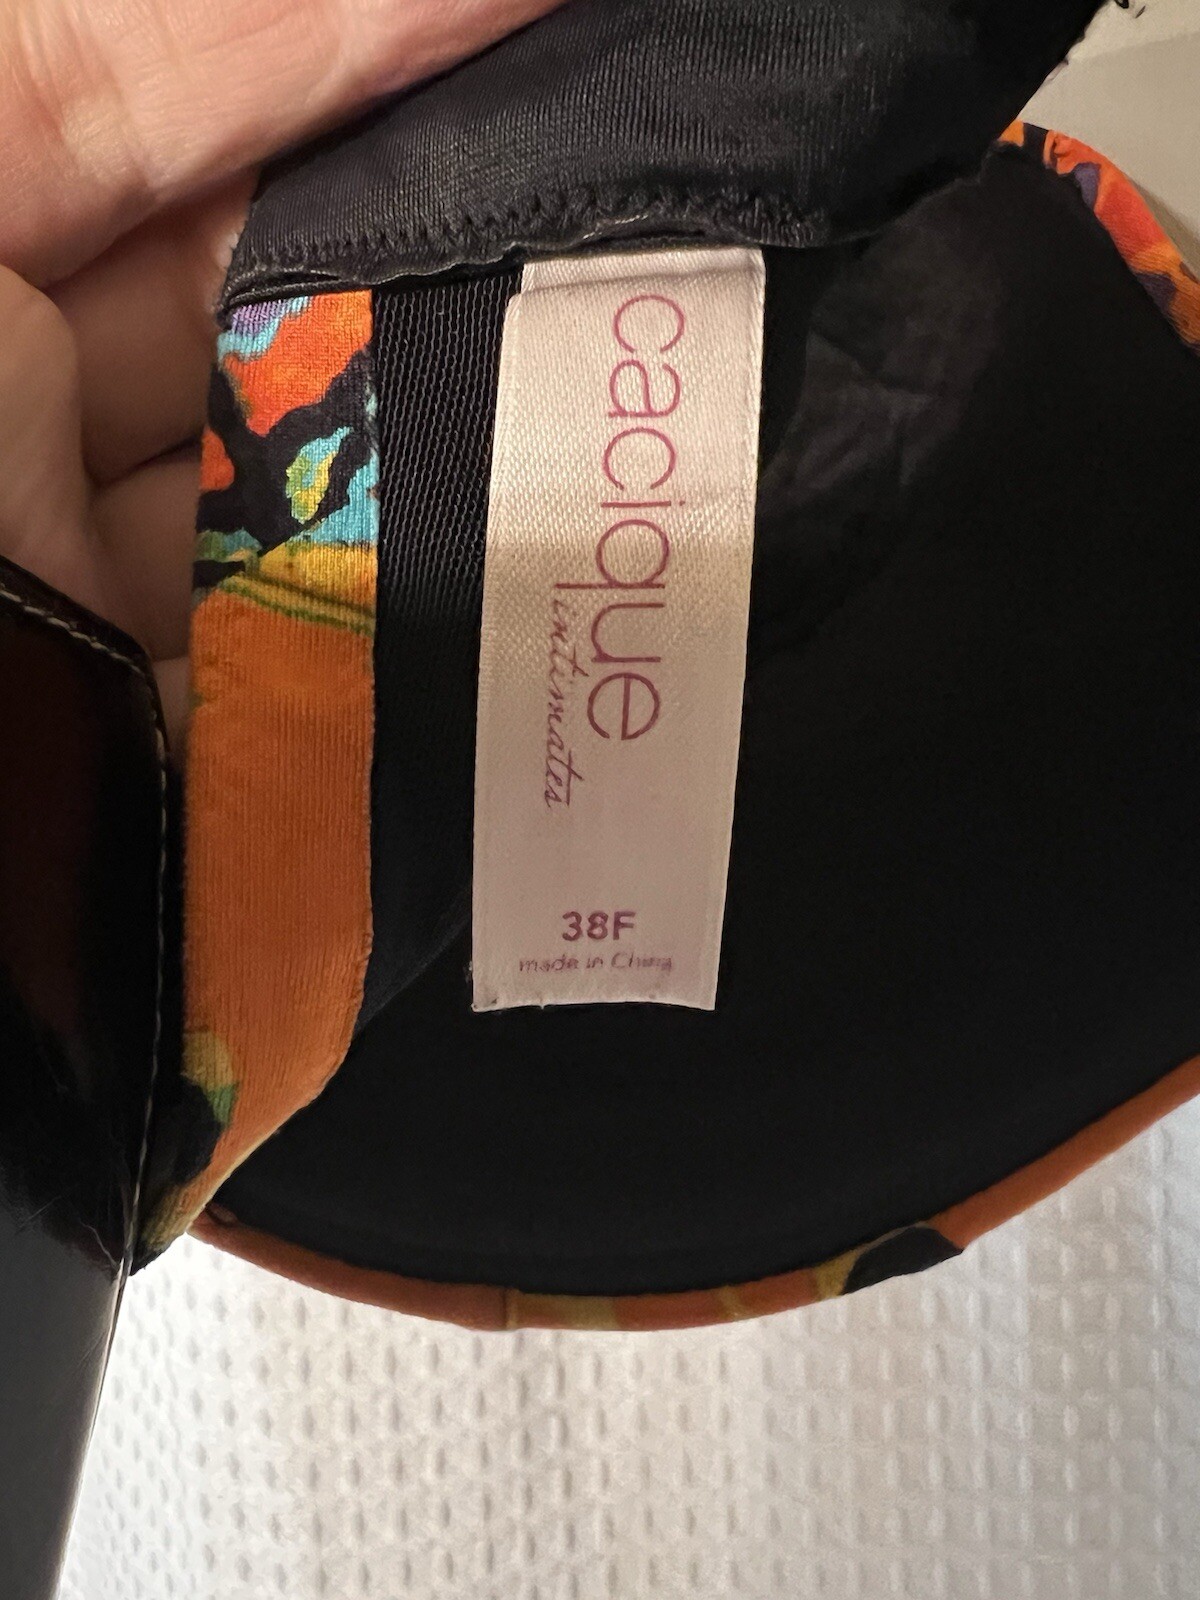 cacique
intimates
38F
made in China